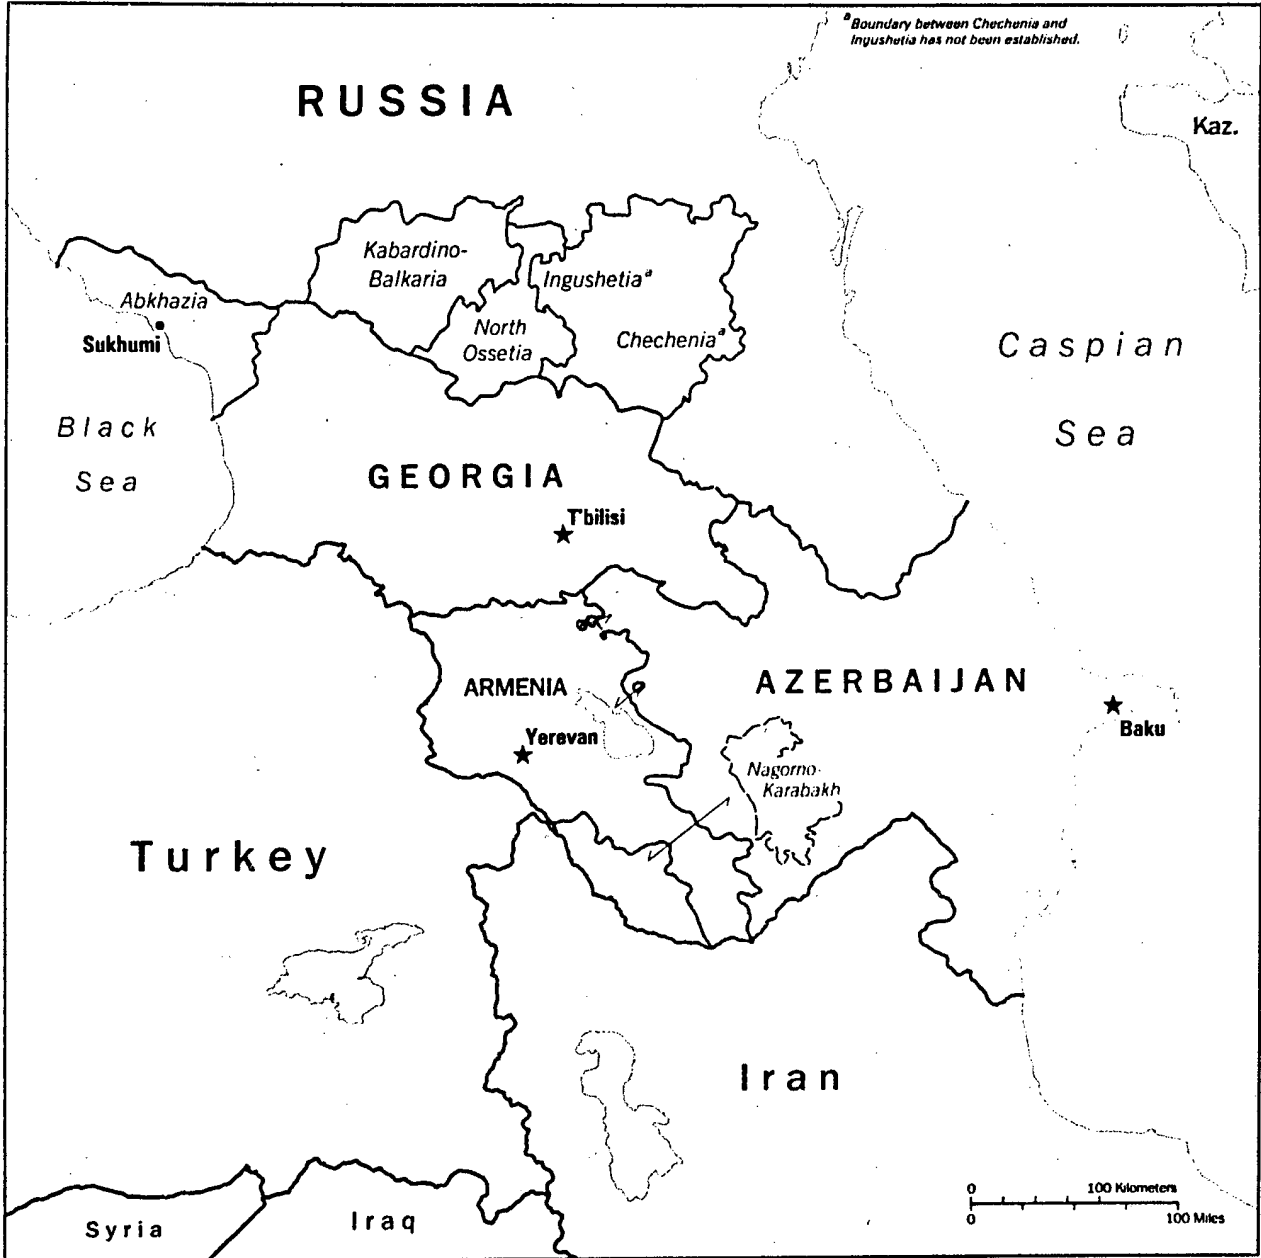 a Boundary between Chechenia and
Ingushetia has not been established.
RUSSIA
Kaz.
Kabardino-
Balkaria
Ingushetia a
Abkhazia
Sukhumi
North
Ossetia
Chechenia a
Caspian
Sea
Black
Sea
GEORGIA
T'bilisi
ARMENIA
AZERBAIJAN
Yerevan
Baku
Nagorno-
Karabakh
Turkey
Iran
0 100 Kilometers
0 100 Miles
Syria
Iraq